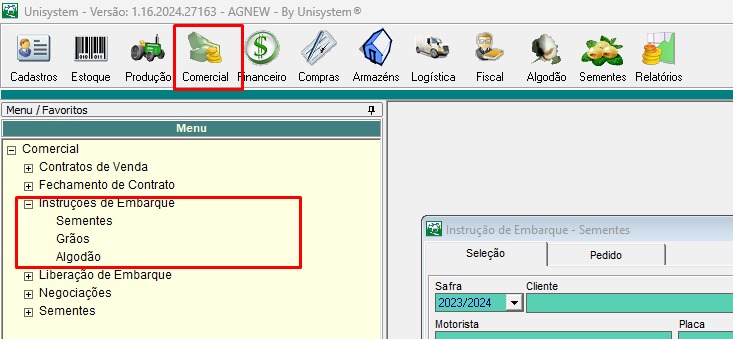 Unisystem - Versão: 1.16.2024.27163 - AGNEW - By Unisystem®
Cadastros Estoque Produção Comercial Financeiro Compras Armazéns Logística Fiscal Algodão Sementes Relatórios
Menu / Favoritos
Menu
Comercial
Contratos de Venda
Fechamento de Contrato
Instruções de Embarque
Sementes
Grãos
Algodão
Liberação de Embarque
Negociações
Sementes
Instrução de Embarque - Sementes
Seleção Pedido
Safra Cliente
2023/2024
Motorista Placa